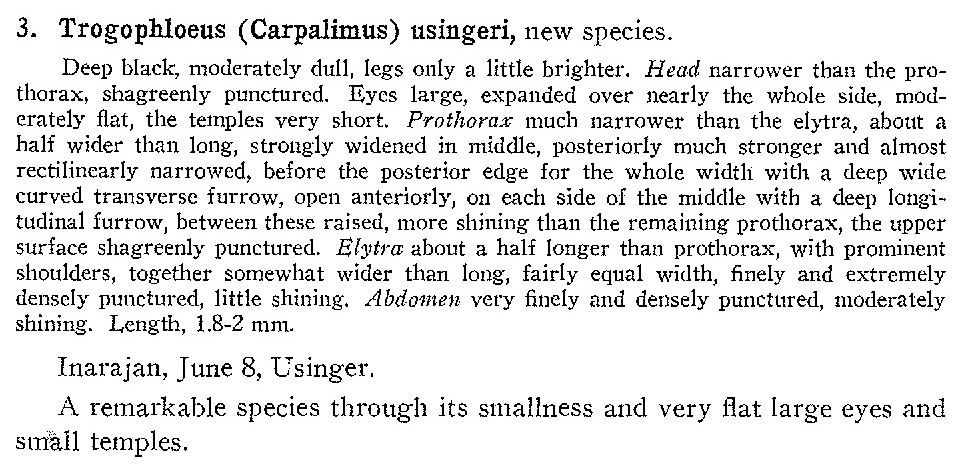 3. Trogophloeus (Carpalimus) usingeri, new species.
Deep black, moderately dull, legs only a little brighter. Head narrower than the pro-
thorax, shagreenly punctured. Eyes large, expanded over nearly the whole side, mod-
erately flat, the temples very short. Prothorax much narrower than the elytra, about a
half wider than long, strongly widened in middle, posteriorly much stronger and almost
rectilinearly narrowed, before the posterior edge for the whole width with a deep wide
curved transverse furrow, open anteriorly, on each side of the middle with a deep longi-
tudinal furrow, between these raised, more shining than the remaining prothorax, the upper
surface shagreenly punctured. Elytra about a half longer than prothorax, with prominent
shoulders, together somewhat wider than long, fairly equal width, finely and extremely
densely punctured, little shining. Abdomen very finely and densely punctured, moderately
shining. Length, 1.8-2 mm.
Inarajan, June 8, Usinger.
A remarkable species through its smallness and very flat large eyes and
small temples.